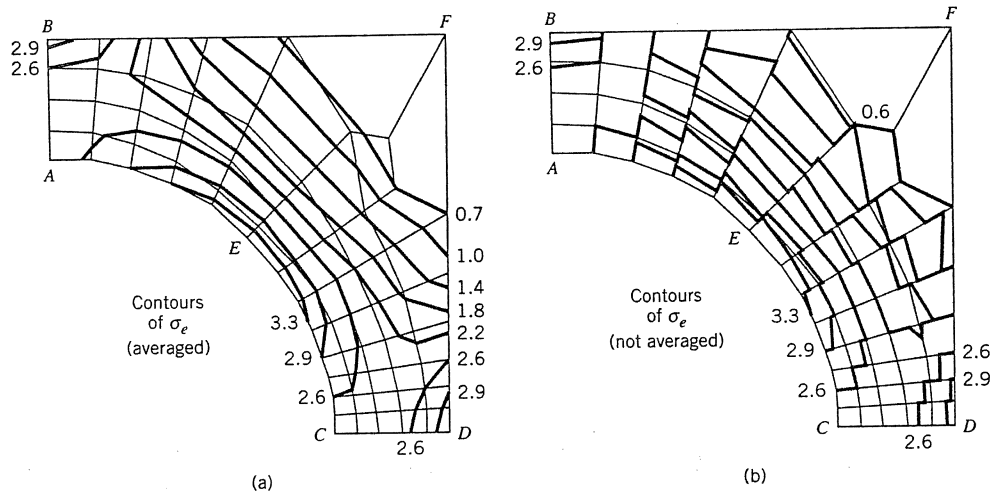 B
F
2.9
2.6
A
E
0.7
1.0
1.4
1.8
2.2
2.6
2.9
3.3
2.9
2.6
Contours
of σₑ
(averaged)
C
D
2.6
(a)
B
F
2.9
2.6
0.6
A
E
Contours
of σₑ
(not averaged)
3.3
2.9
2.6
2.6
2.9
C
D
2.6
(b)